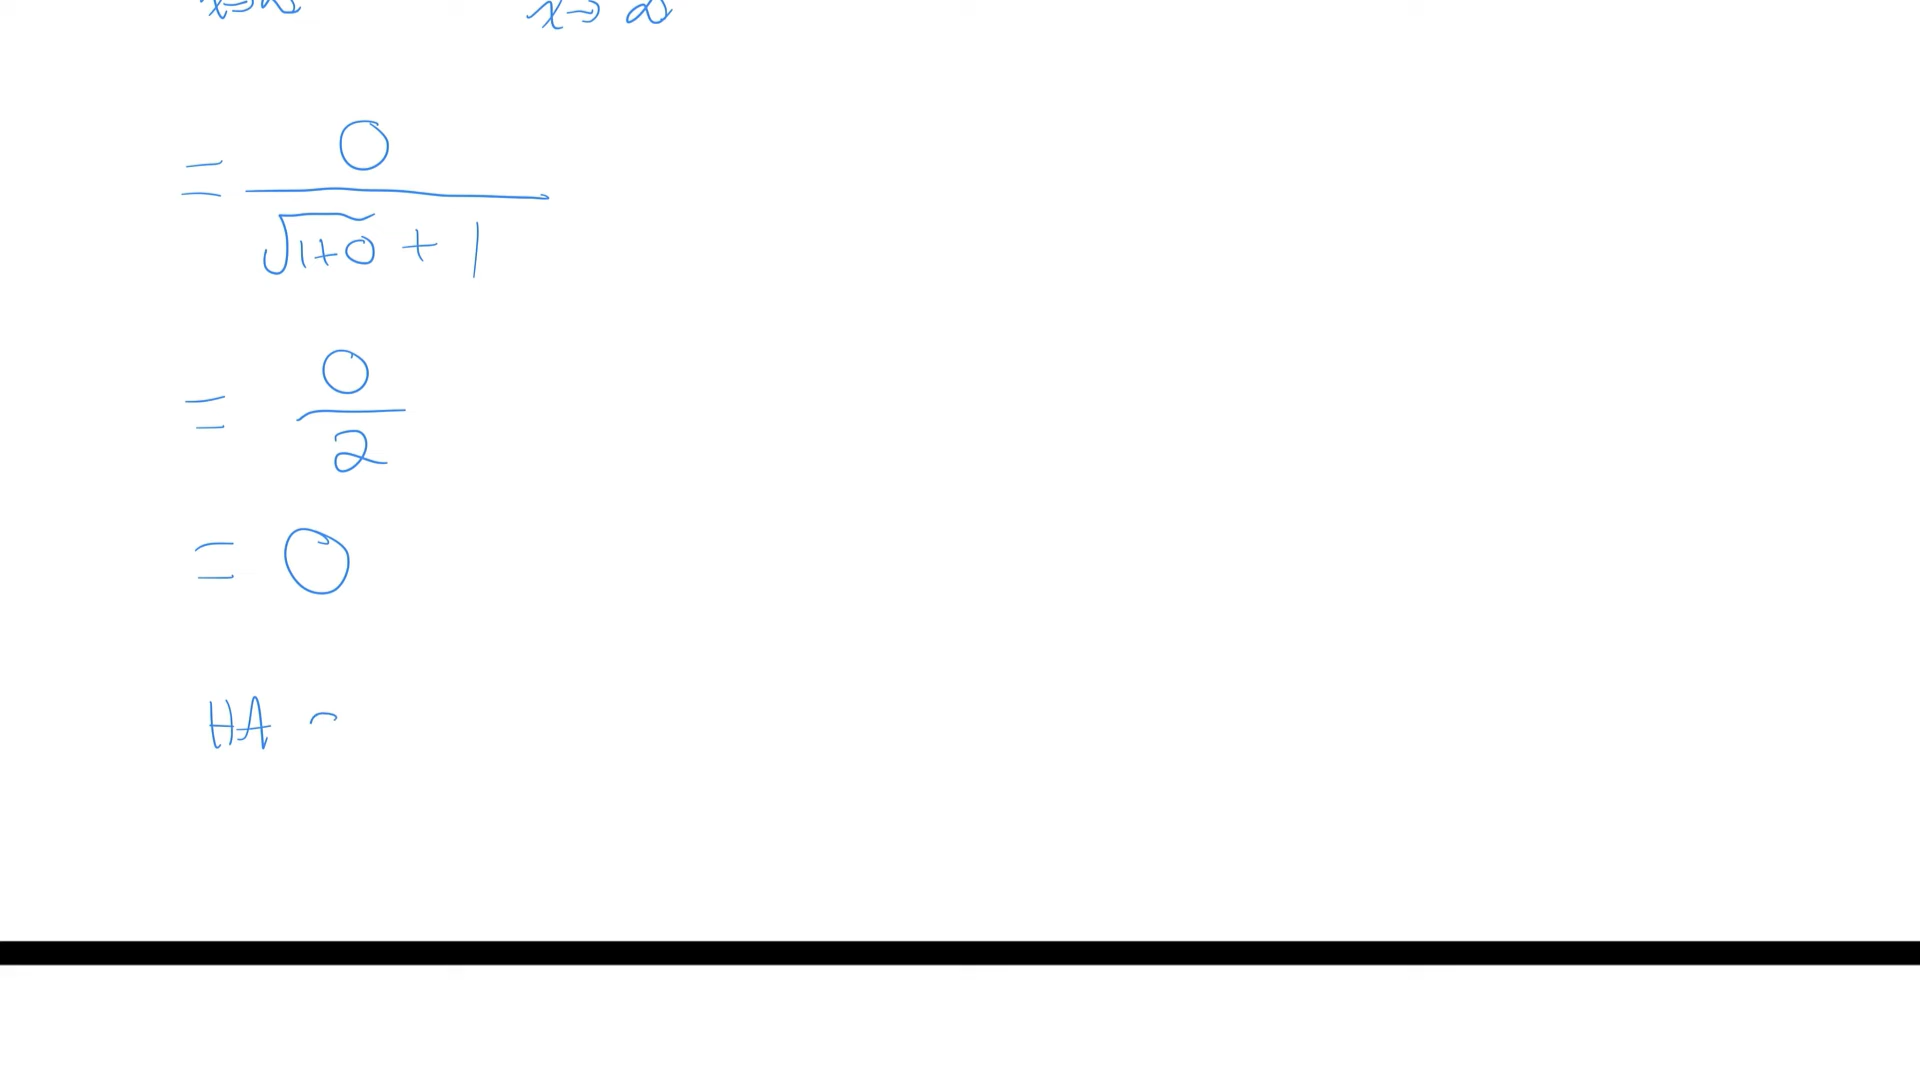 x→∞ x→∞
= 0
√1+0 + 1
= 0
2
= 0
HA